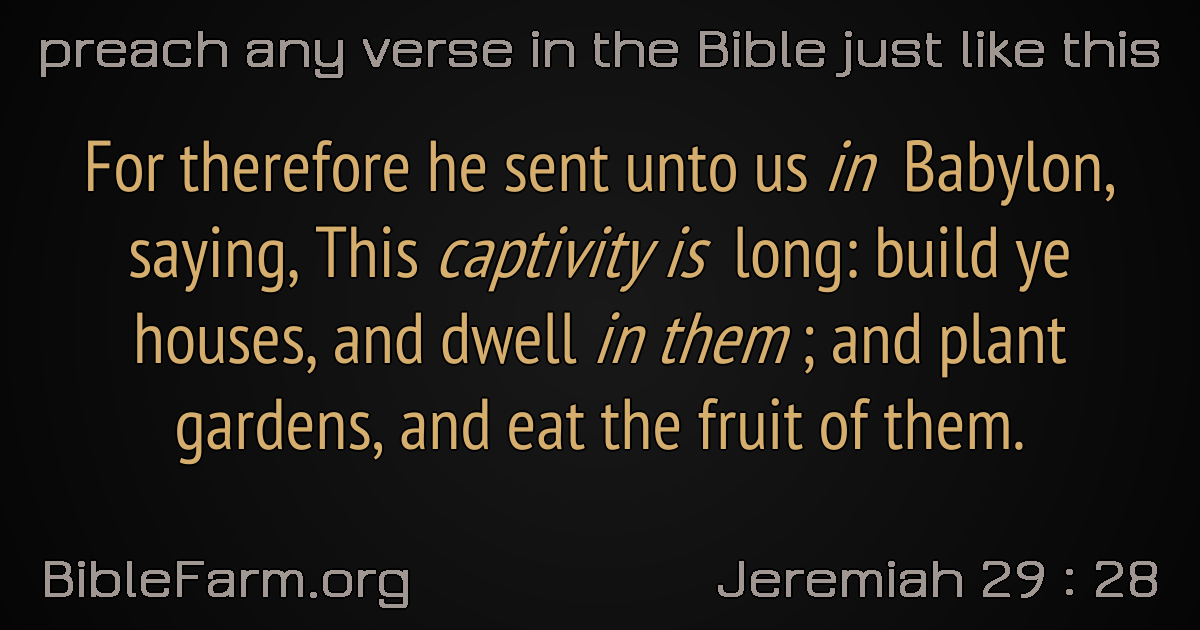 preach any verse in the Bible just like this
For therefore he sent unto us in Babylon,
saying, This captivity is long: build ye
houses, and dwell in them ; and plant
gardens, and eat the fruit of them.
BibleFarm.org
Jeremiah 29 : 28